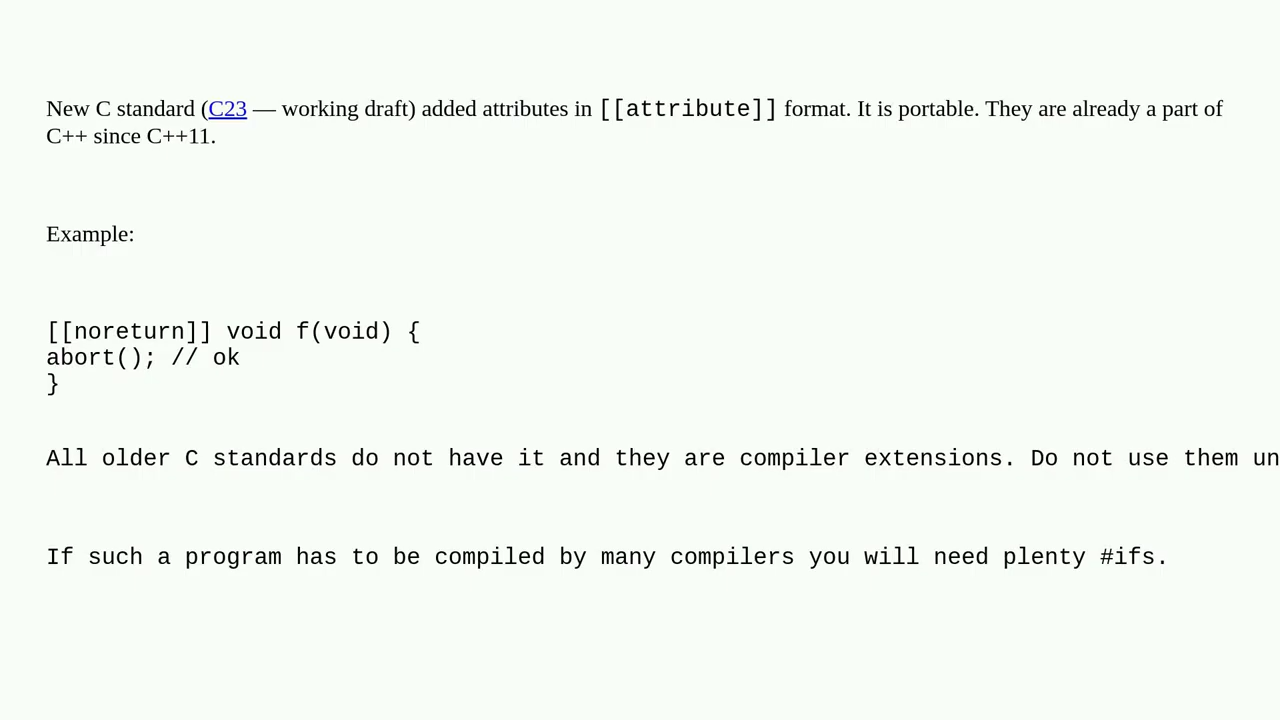 New C standard (C23 — working draft) added attributes in [[attribute]] format. It is portable. They are already a part of
C++ since C++11.
Example:
[[noreturn]] void f(void) {
abort(); // ok
}
All older C standards do not have it and they are compiler extensions. Do not use them
If such a program has to be compiled by many compilers you will need plenty #ifs.